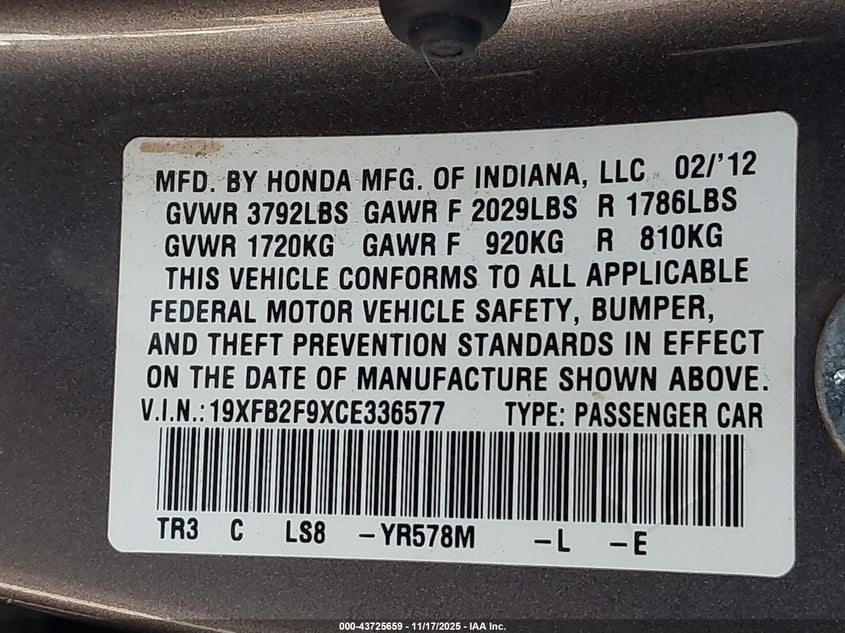 MFD. BY HONDA MFG. OF INDIANA, LLC 02/'12
GVWR 3792LBS GAWR F 2029LBS R 1786LBS
GVWR 1720KG GAWR F 920KG R 810KG
THIS VEHICLE CONFORMS TO ALL APPLICABLE
FEDERAL MOTOR VEHICLE SAFETY, BUMPER,
AND THEFT PREVENTION STANDARDS IN EFFECT
ON THE DATE OF MANUFACTURE SHOWN ABOVE.
V.I.N.:19XFB2F9XCE336577 TYPE: PASSENGER CAR
TR3 C LS8 -YR578M -L -E
000-43725659 - 11/17/2025 - IAA Inc.